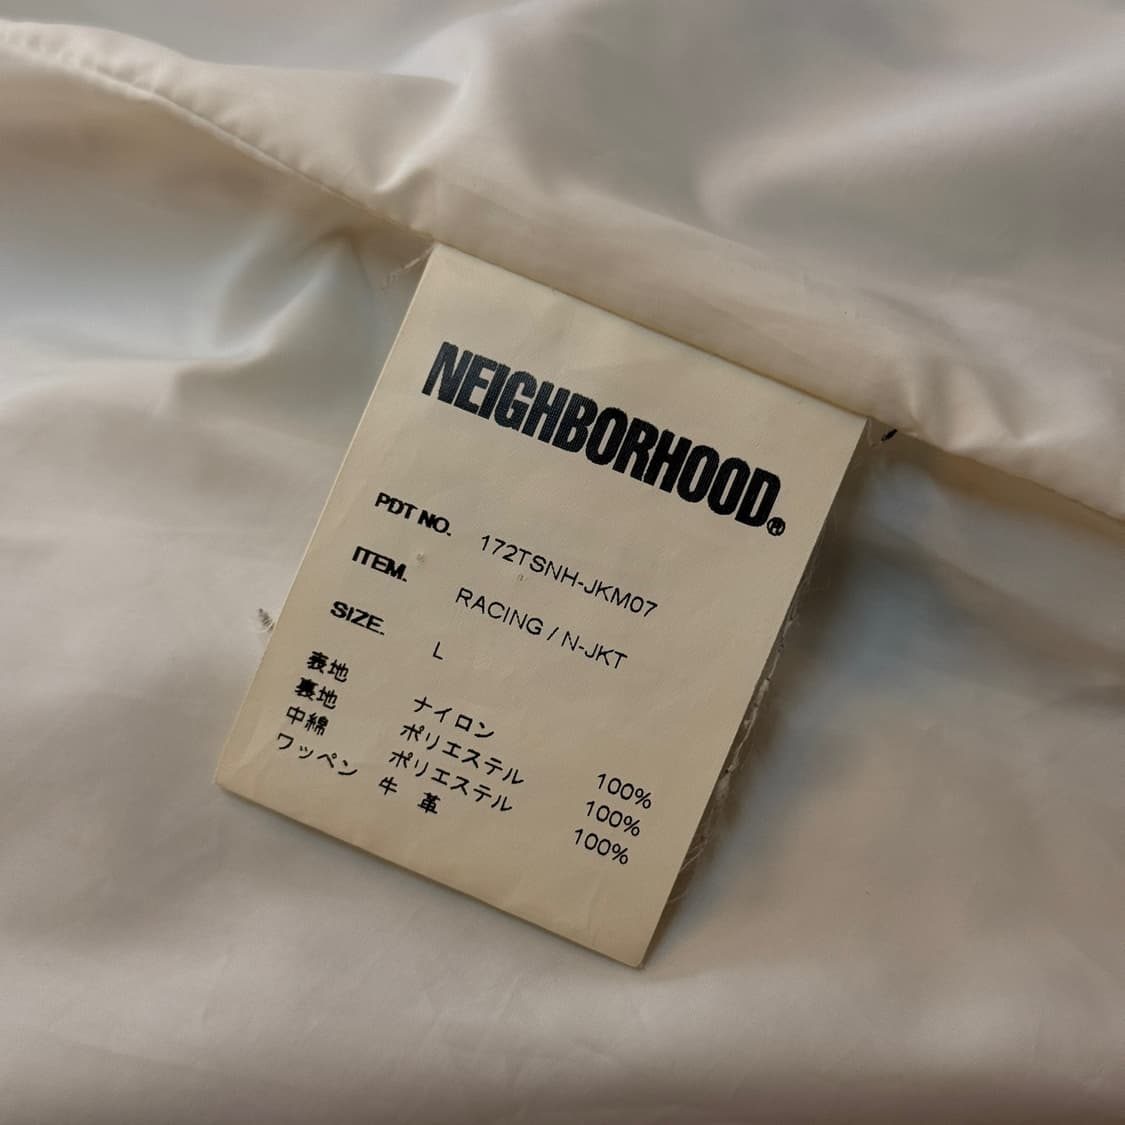 NEIGHBORHOOD®
PDT NO. 172TSNH-JKM07
ITEM. RACING / N-JKT
SIZE. L
表地 ナイロン 100%
裏地 ポリエステル 100%
中綿 ポリエステル 100%
ワッペン 牛 革